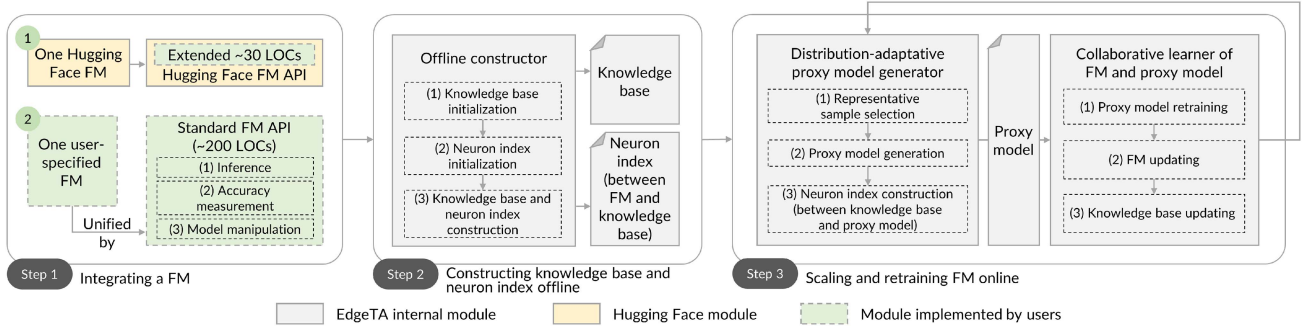 1
One Hugging
Face FM
Extended ~30 LOCs
Hugging Face FM API
2
One user-
specified
FM
Unified
by
Standard FM API
(~200 LOCs)
(1) Inference
(2) Accuracy
measurement
(3) Model manipulation
Step 1
Integrating a FM
Offline constructor
(1) Knowledge base
initialization
(2) Neuron index
initialization
(3) Knowledge base and
neuron index
construction
Knowledge
base
Neuron
index
(between
FM and
knowledge
base)
Step 2
Constructing knowledge base and
neuron index offline
Distribution-adaptative
proxy model generator
(1) Representative
sample selection
(2) Proxy model generation
(3) Neuron index construction
(between knowledge base
and proxy model)
Proxy
model
Collaborative learner of
FM and proxy model
(1) Proxy model retraining
(2) FM updating
(3) Knowledge base updating
Step 3
Scaling and retraining FM online
EdgeTA internal module
Hugging Face module
Module implemented by users